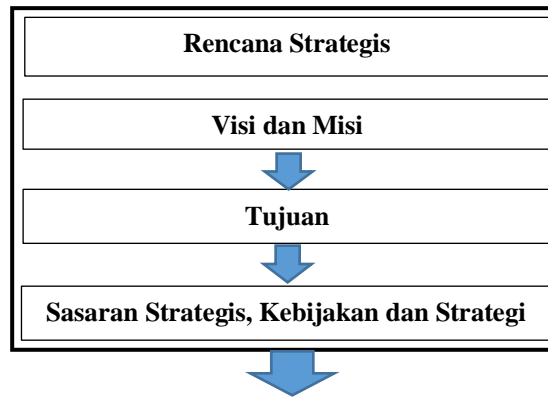 Rencana Strategis
Visi dan Misi
Tujuan
Sasaran Strategis, Kebijakan dan Strategi